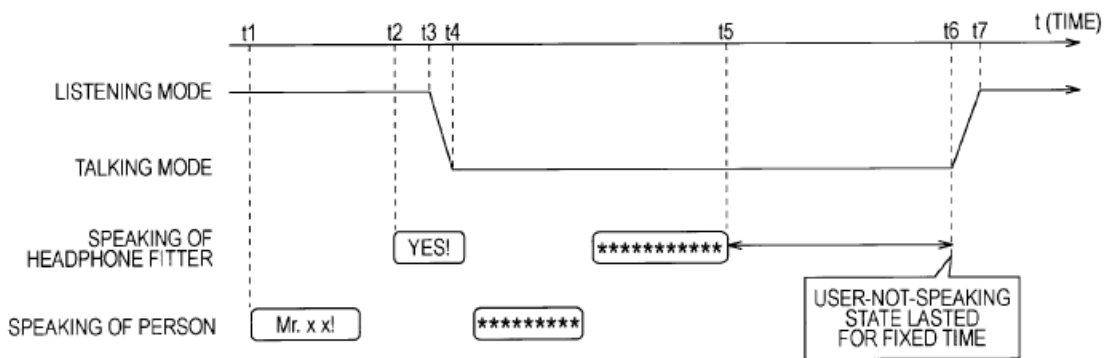 t1 t2 t3 t4 t5 t6 t7 t (TIME)
LISTENING MODE
TALKING MODE
SPEAKING OF
HEADPHONE FITTER
YES!
***********
USER-NOT-SPEAKING
STATE LASTED
FOR FIXED TIME
SPEAKING OF PERSON
Mr. x x!
*********